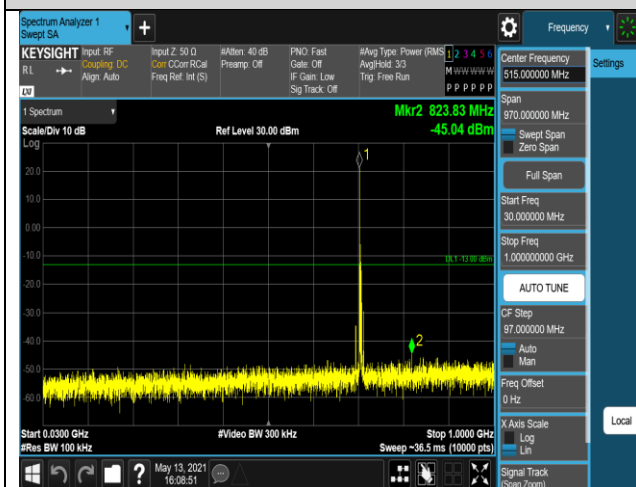 Spectrum Analyzer 1
Swept SA
+
Frequency
KEYSIGHT
RL
LXI
Input: RF
Coupling: DC
Align: Auto
Input Z: 50 Ω
Corr CCorr RCal
Freq Ref: Int (S)
#Atten: 40 dB
Preamp: Off
PNO: Fast
Gate: Off
IF Gain: Low
Sig Track: Off
#Avg Type: Power (RMS
Avg|Hold: 3/3
Trig: Free Run
1 2 3 4 5 6
M W W W W W
P P P P P P
1 Spectrum
Scale/Div 10 dB
Log
Ref Level 30.00 dBm
Mkr2 823.83 MHz
-45.04 dBm
1
20.0
10.0
0.00
-10.0
DL1 -13.00 dBm
-20.0
-30.0
-40.0
2
-50.0
-60.0
Start 0.0300 GHz
#Res BW 100 kHz
#Video BW 300 kHz
Stop 1.0000 GHz
Sweep ~36.5 ms (10000 pts)
?
May 13, 2021
16:08:51
Center Frequency
515.000000 MHz
Span
970.000000 MHz
Swept Span
Zero Span
Full Span
Start Freq
30.000000 MHz
Stop Freq
1.000000000 GHz
AUTO TUNE
CF Step
97.000000 MHz
Auto
Man
Freq Offset
0 Hz
X Axis Scale
Log
Lin
Signal Track
(Span Zoom)
Settings
Local